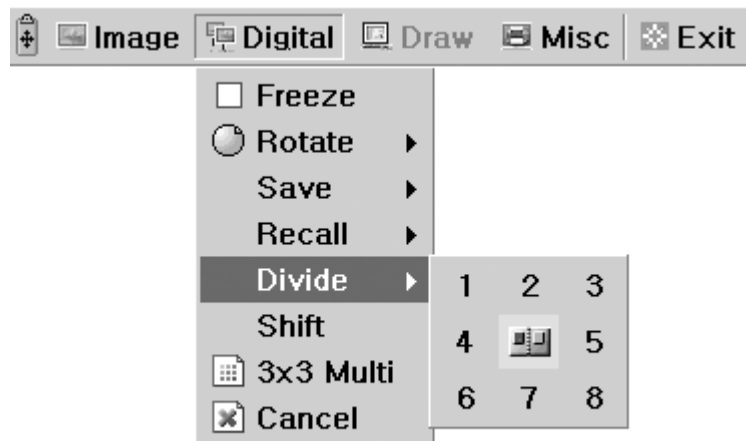 Image Digital Draw Misc Exit
Freeze
Rotate
Save
Recall
Divide
Shift
3x3 Multi
Cancel
1 2 3
4 5
6 7 8